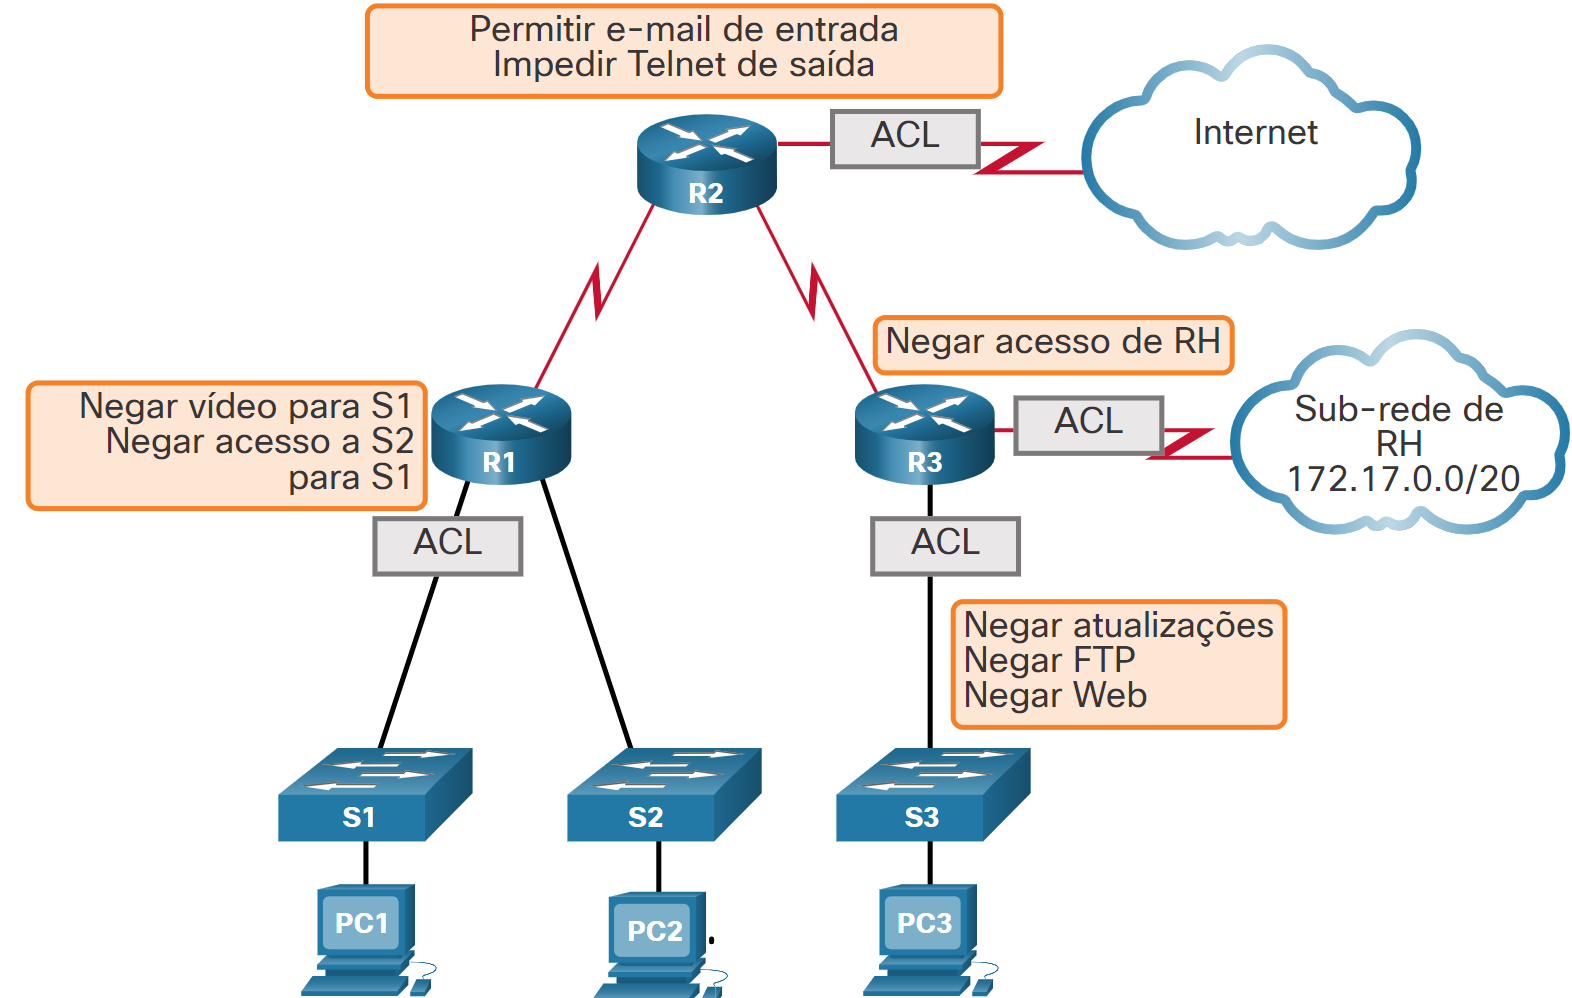 Permitir e-mail de entrada
Impedir Telnet de saída
ACL
Internet
R2
Negar acesso de RH
Negar vídeo para S1
Negar acesso a S2
para S1
R1
R3
ACL
Sub-rede de
RH
172.17.0.0/20
ACL
ACL
Negar atualizações
Negar FTP
Negar Web
S1
S2
S3
PC1
PC2
PC3